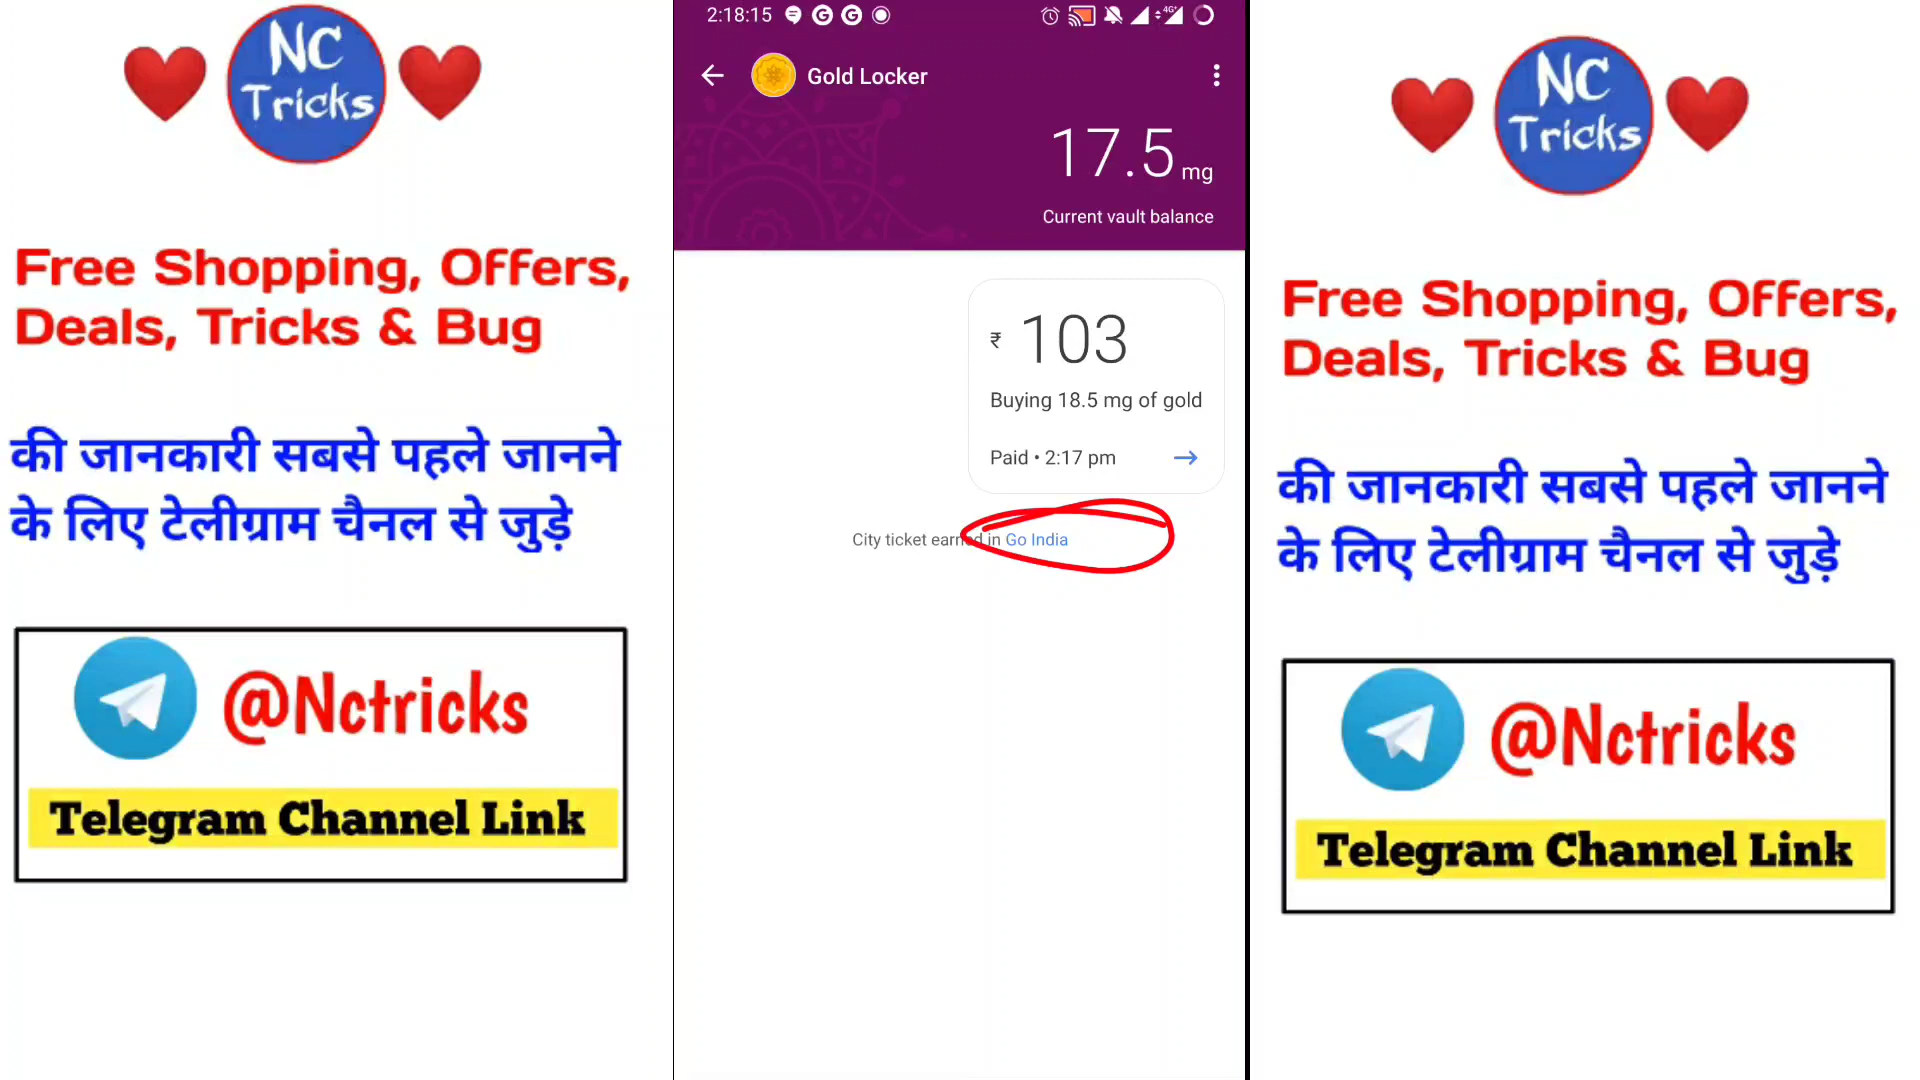 NC
Tricks
Free Shopping, Offers,
Deals, Tricks & Bug
की जानकारी सबसे पहले जानने
के लिए टेलीग्राम चैनल से जुड़े
@Nctricks
Telegram Channel Link
2:18:15
4G+
Gold Locker
17.5 mg
Current vault balance
₹ 103
Buying 18.5 mg of gold
Paid • 2:17 pm
City ticket earned in Go India
NC
Tricks
Free Shopping, Offers,
Deals, Tricks & Bug
की जानकारी सबसे पहले जानने
के लिए टेलीग्राम चैनल से जुड़े
@Nctricks
Telegram Channel Link